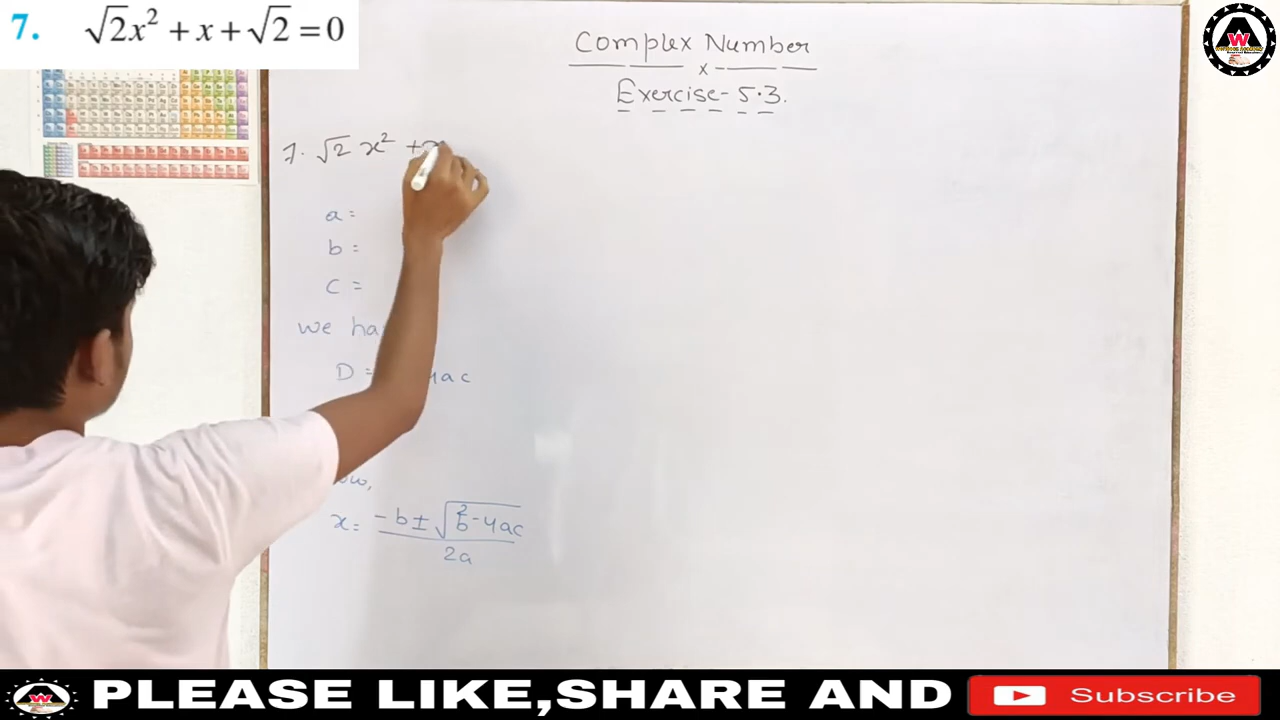 7. √2x² + x + √2 = 0
Complex Number
x
Exercise - 5.3.
7. √2 x² + x
a =
b =
c =
we ha
D = 4ac
x = -b ± √b² - 4ac / 2a
PLEASE LIKE,SHARE AND Subscribe